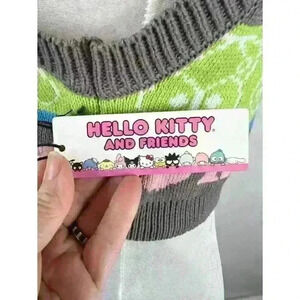 HELLO KITTY®
AND FRIENDS